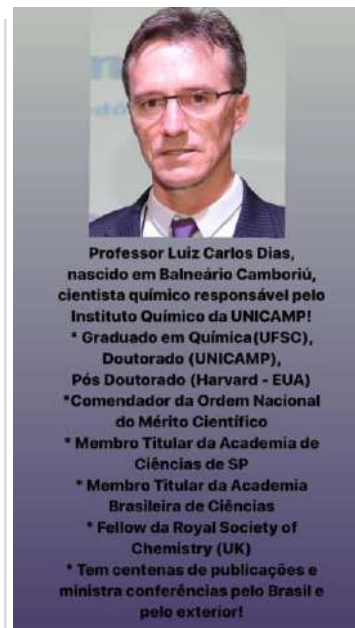 Professor Luiz Carlos Dias,
nascido em Balneário Camboriú,
cientista químico responsável pelo
Instituto Químico da UNICAMP!
* Graduado em Química(UFSC),
Doutorado (UNICAMP),
Pós Doutorado (Harvard - EUA)
*Comendador da Ordem Nacional
do Mérito Científico
* Membro Titular da Academia de
Ciências de SP
* Membro Titular da Academia
Brasileira de Ciências
* Fellow da Royal Society of
Chemistry (UK)
* Tem centenas de publicações e
ministra conferências pelo Brasil e
pelo exterior!